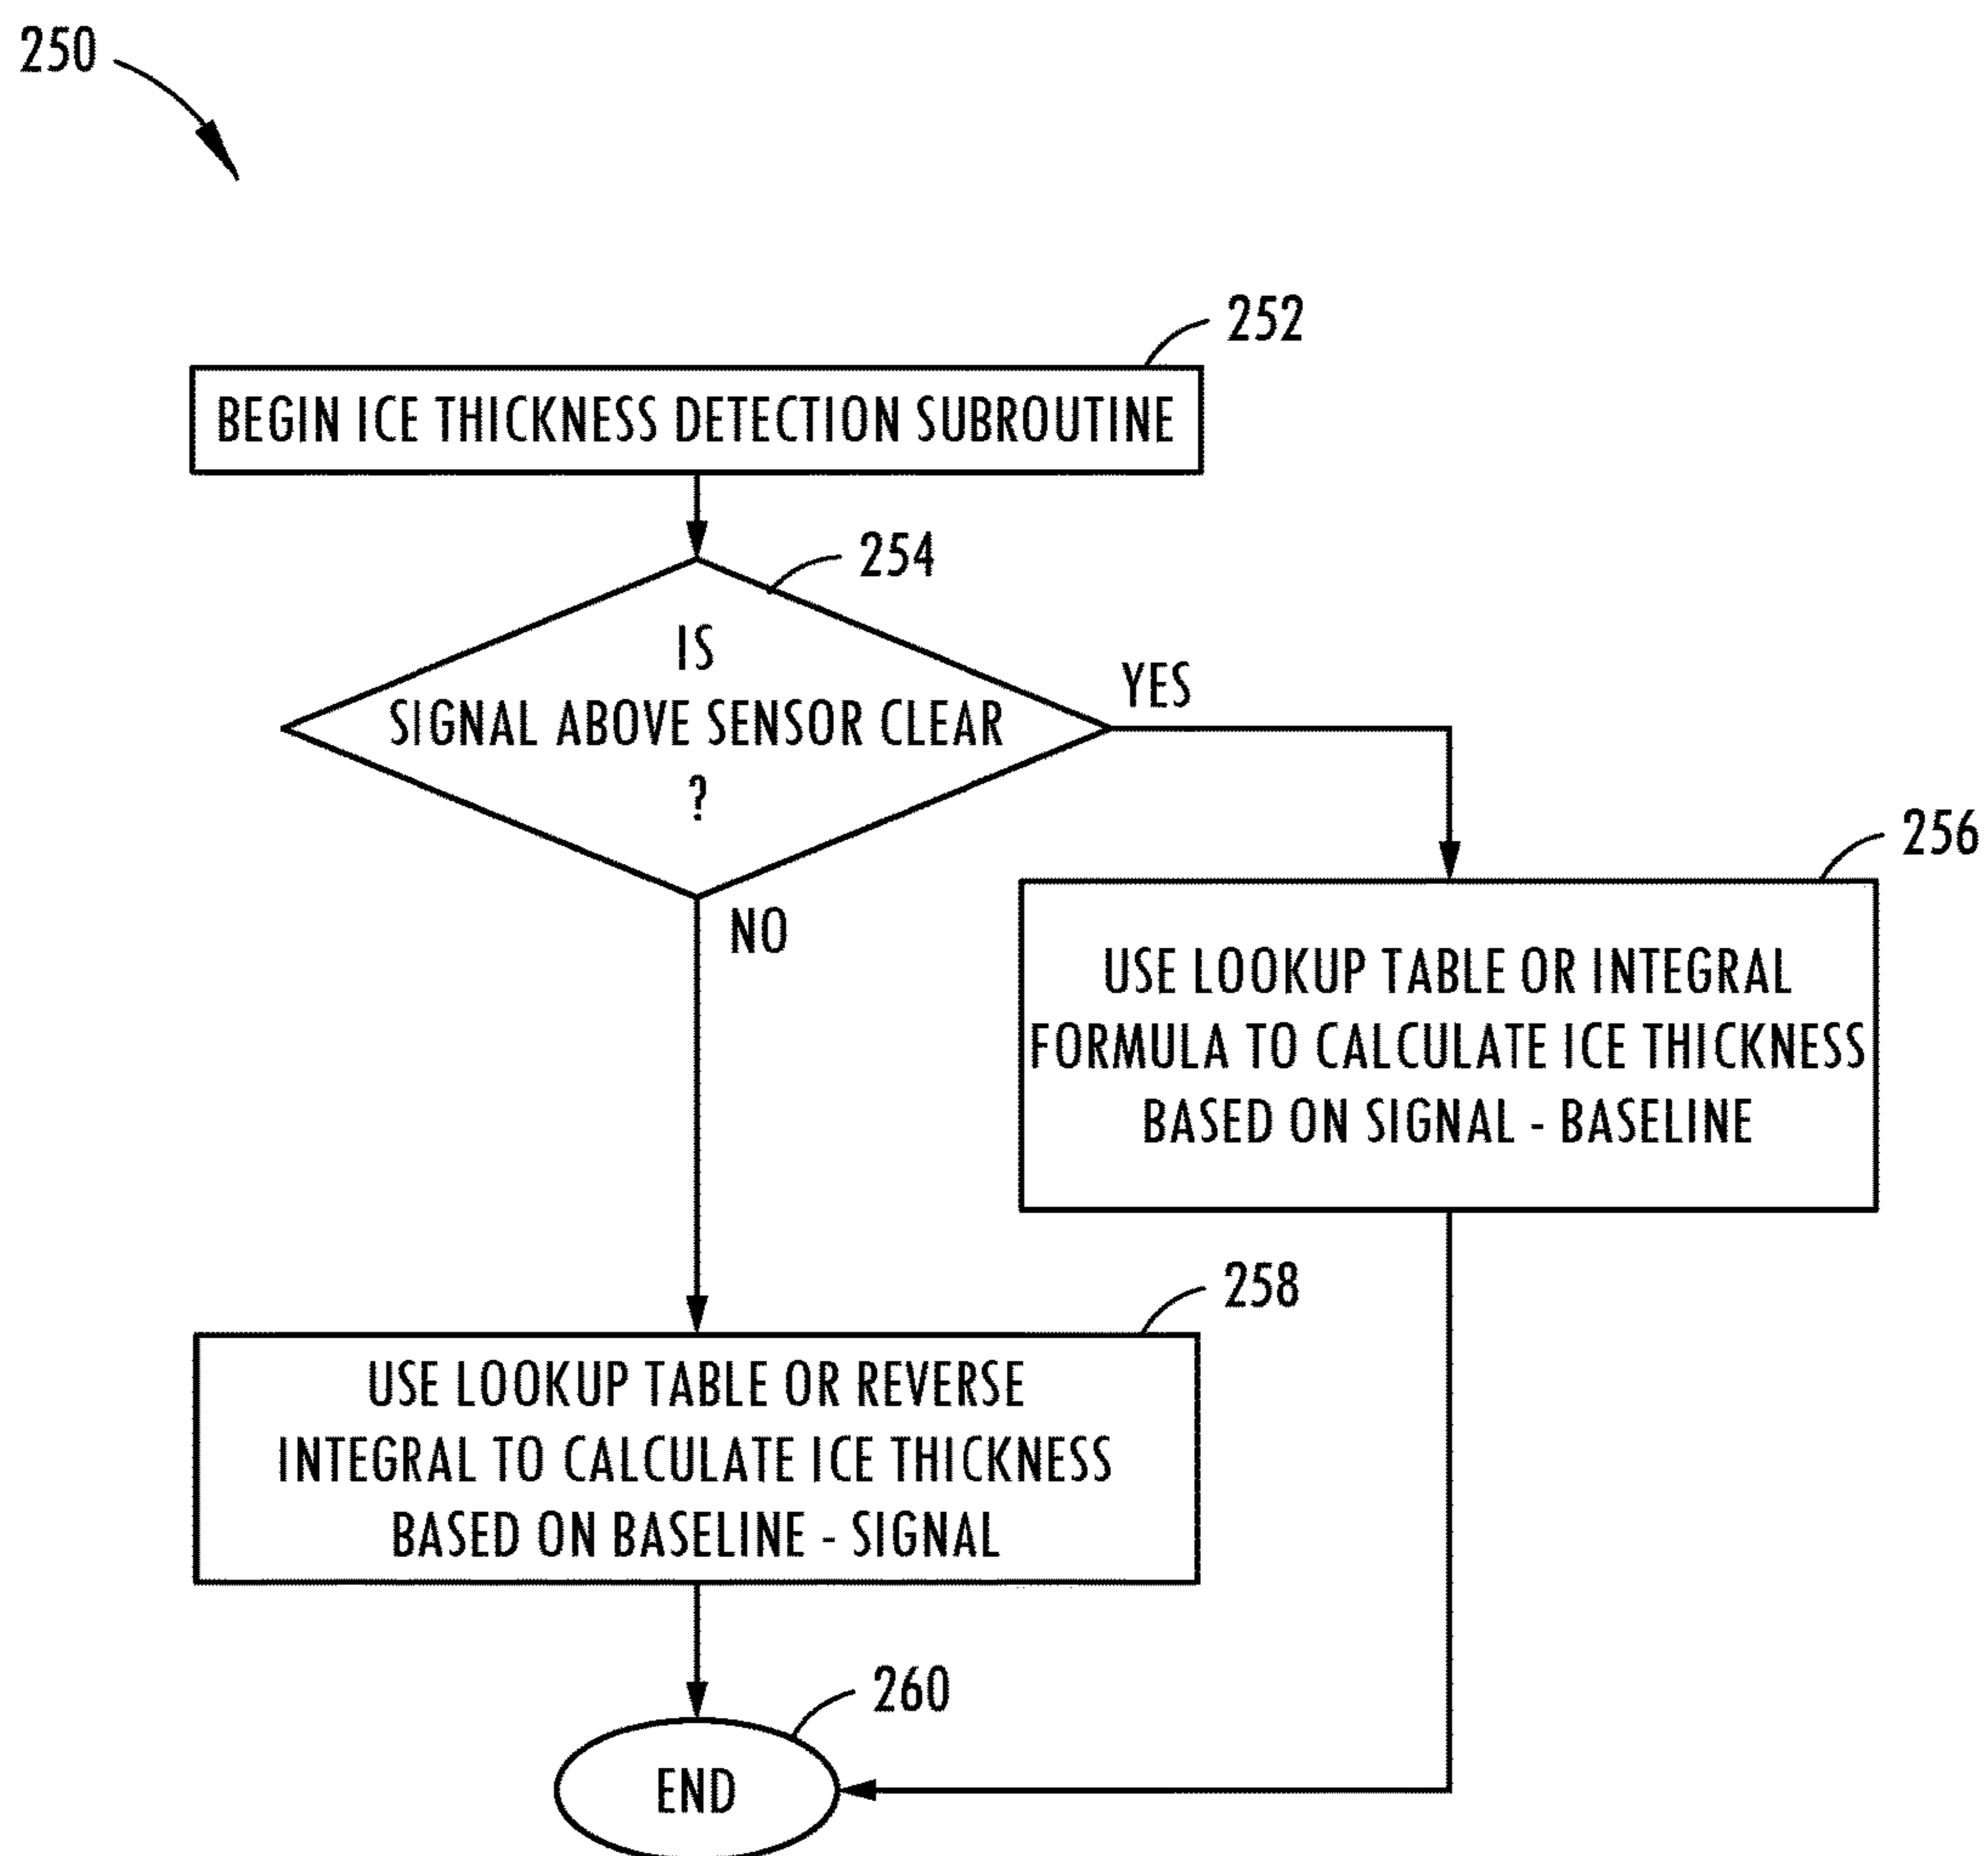 250
252
BEGIN ICE THICKNESS DETECTION SUBROUTINE
254
IS
SIGNAL ABOVE SENSOR CLEAR
?
YES
NO
256
USE LOOKUP TABLE OR INTEGRAL
FORMULA TO CALCULATE ICE THICKNESS
BASED ON SIGNAL - BASELINE
258
USE LOOKUP TABLE OR REVERSE
INTEGRAL TO CALCULATE ICE THICKNESS
BASED ON BASELINE - SIGNAL
260
END